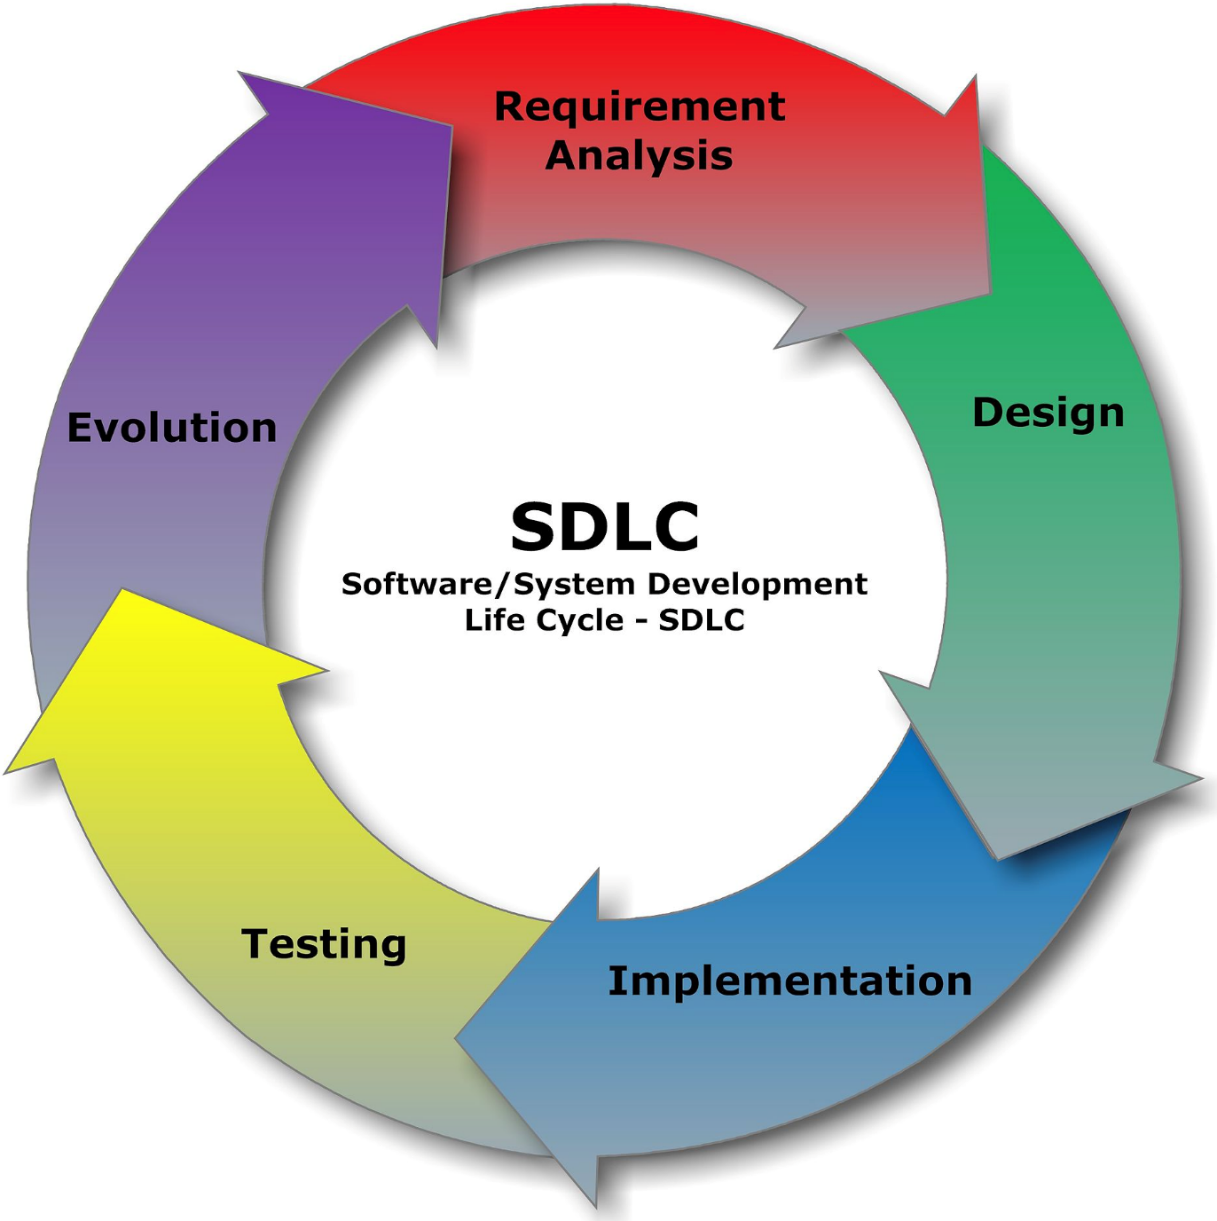 Requirement
Analysis
Design
Implementation
Testing
Evolution
SDLC
Software/System Development
Life Cycle - SDLC